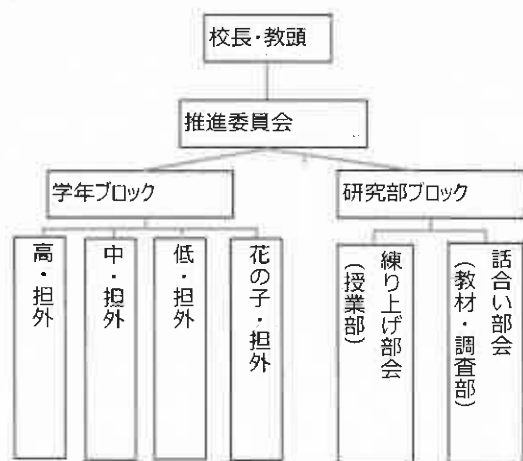 校長・教頭
推進委員会
学年ブロック
研究部ブロック
高・担外
中・担外
低・担外
花の子・担外
練り上げ部会
(授業部)
話合い部会
(教材・調査部)